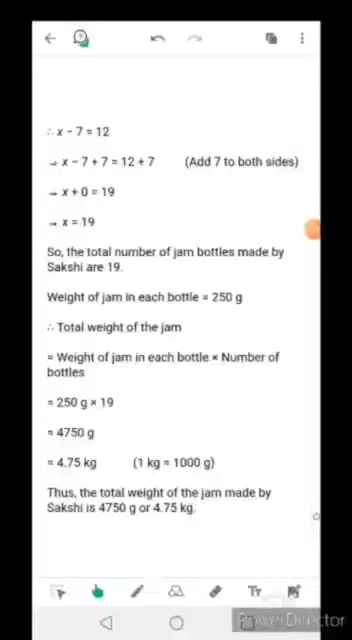 ∴ x − 7 = 12
→ x − 7 + 7 = 12 + 7 (Add 7 to both sides)
→ x + 0 = 19
→ x = 19
So, the total number of jam bottles made by
Sakshi are 19.
Weight of jam in each bottle = 250 g
∴ Total weight of the jam
= Weight of jam in each bottle × Number of
bottles
= 250 g × 19
= 4750 g
= 4.75 kg (1 kg = 1000 g)
Thus, the total weight of the jam made by
Sakshi is 4750 g or 4.75 kg.
Tт
PowerDirector